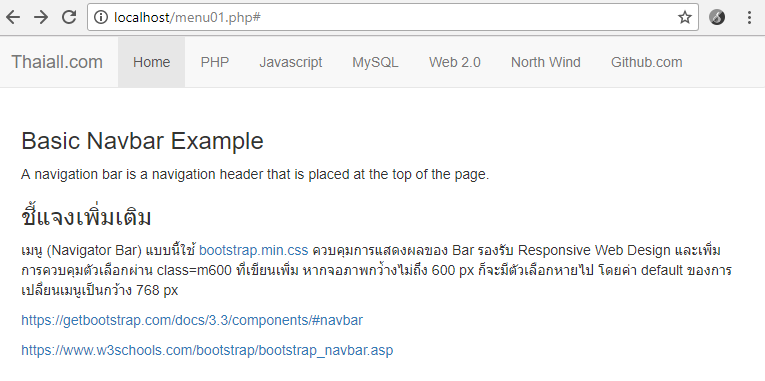 localhost/menu01.php#
Thaiall.com Home PHP Javascript MySQL Web 2.0 North Wind Github.com
Basic Navbar Example
A navigation bar is a navigation header that is placed at the top of the page.
ชี้แจงเพิ่มเติม
เมนู (Navigator Bar) แบบนี้ใช้ bootstrap.min.css ควบคุมการแสดงผลของ Bar รองรับ Responsive Web Design และเพิ่ม
การควบคุมตัวเลือกผ่าน class=m600 ที่เขียนเพิ่ม หากจอภาพกว้างไม่ถึง 600 px ก็จะมีตัวเลือกหายไป โดยค่า default ของการ
เปลี่ยนเมนูเป็นกว้าง 768 px
https://getbootstrap.com/docs/3.3/components/#navbar
https://www.w3schools.com/bootstrap/bootstrap_navbar.asp